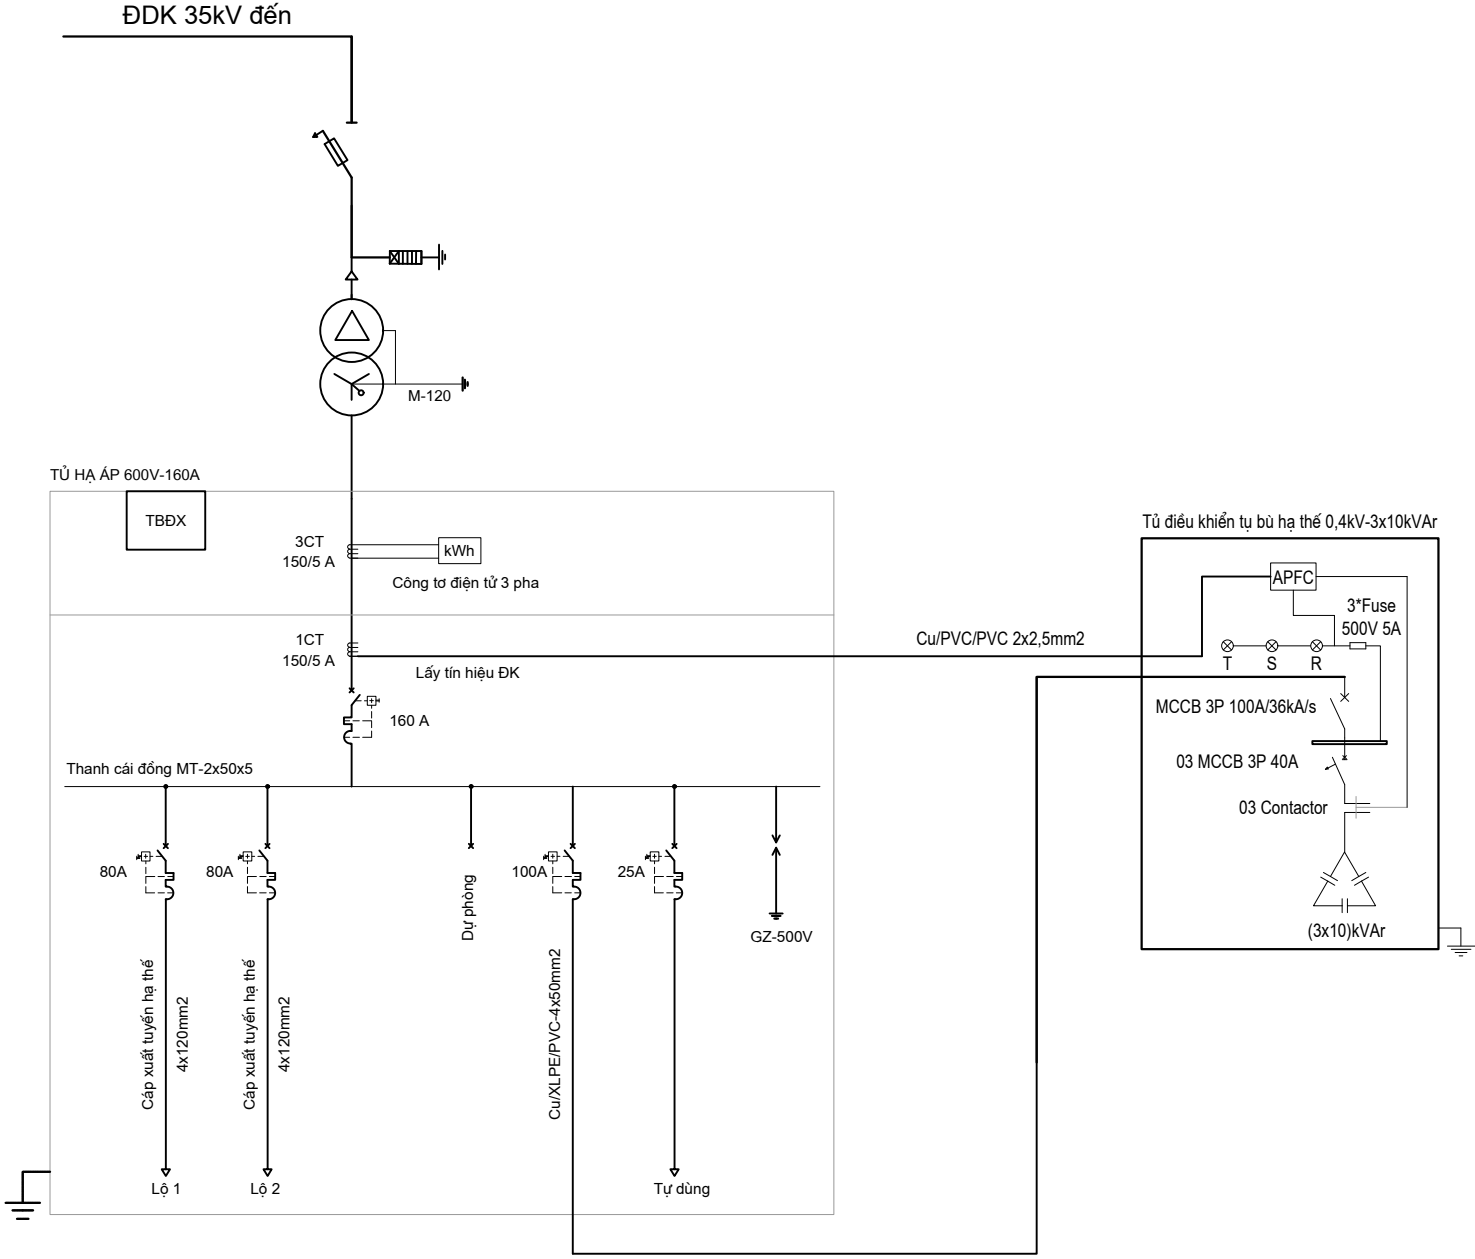 ĐDK 35kV đến
M-120
TỦ HẠ ÁP 600V-160A
TBĐX
3CT
150/5 A
kWh
Công tơ điện tử 3 pha
1CT
150/5 A
Lấy tín hiệu ĐK
Cu/PVC/PVC 2x2,5mm2
160 A
Thanh cái đồng MT-2x50x5
80A
80A
100A
25A
Dự phòng
GZ-500V
Cáp xuất tuyến hạ thế
4x120mm2
Cáp xuất tuyến hạ thế
4x120mm2
Cu/XLPE/PVC-4x50mm2
Lộ 1
Lộ 2
Tự dùng
Tủ điều khiển tụ bù hạ thế 0,4kV-3x10kVAr
APFC
3*Fuse
500V 5A
T
S
R
MCCB 3P 100A/36kA/s
03 MCCB 3P 40A
03 Contactor
(3x10)kVAr